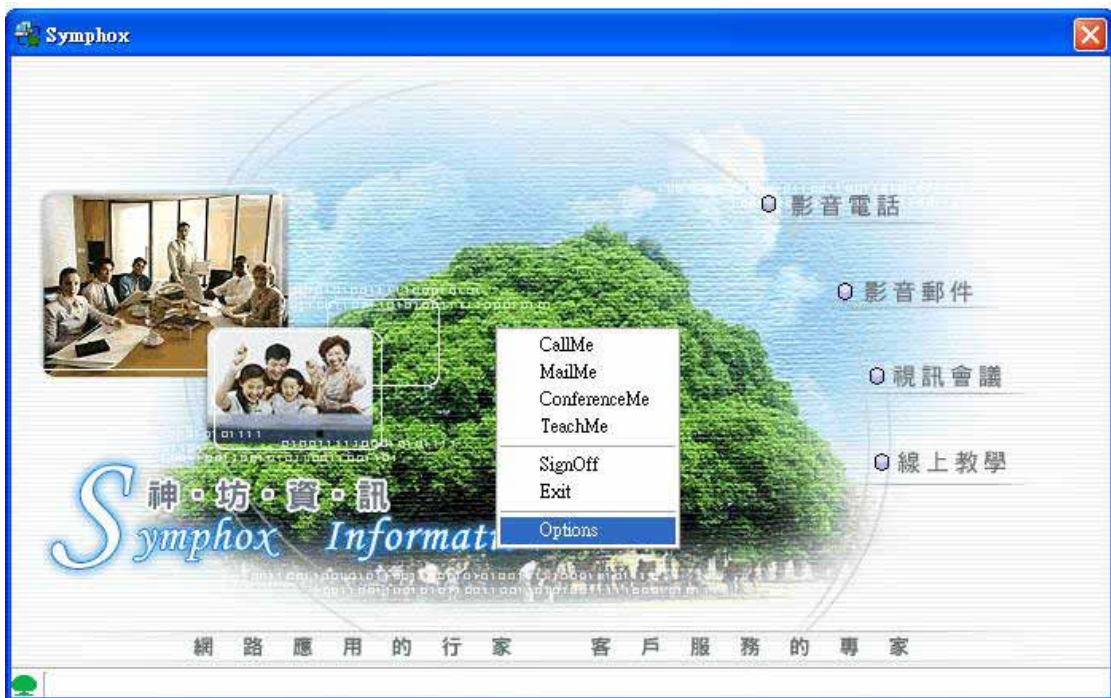 Symphox
影音電話
影音郵件
CallMe
MailMe
ConferenceMe
TeachMe
SignOff
Exit
Options
視訊會議
線上教學
神・坊・資・訊
Symphox Informati
網路應用的行家 客戶服務的專家